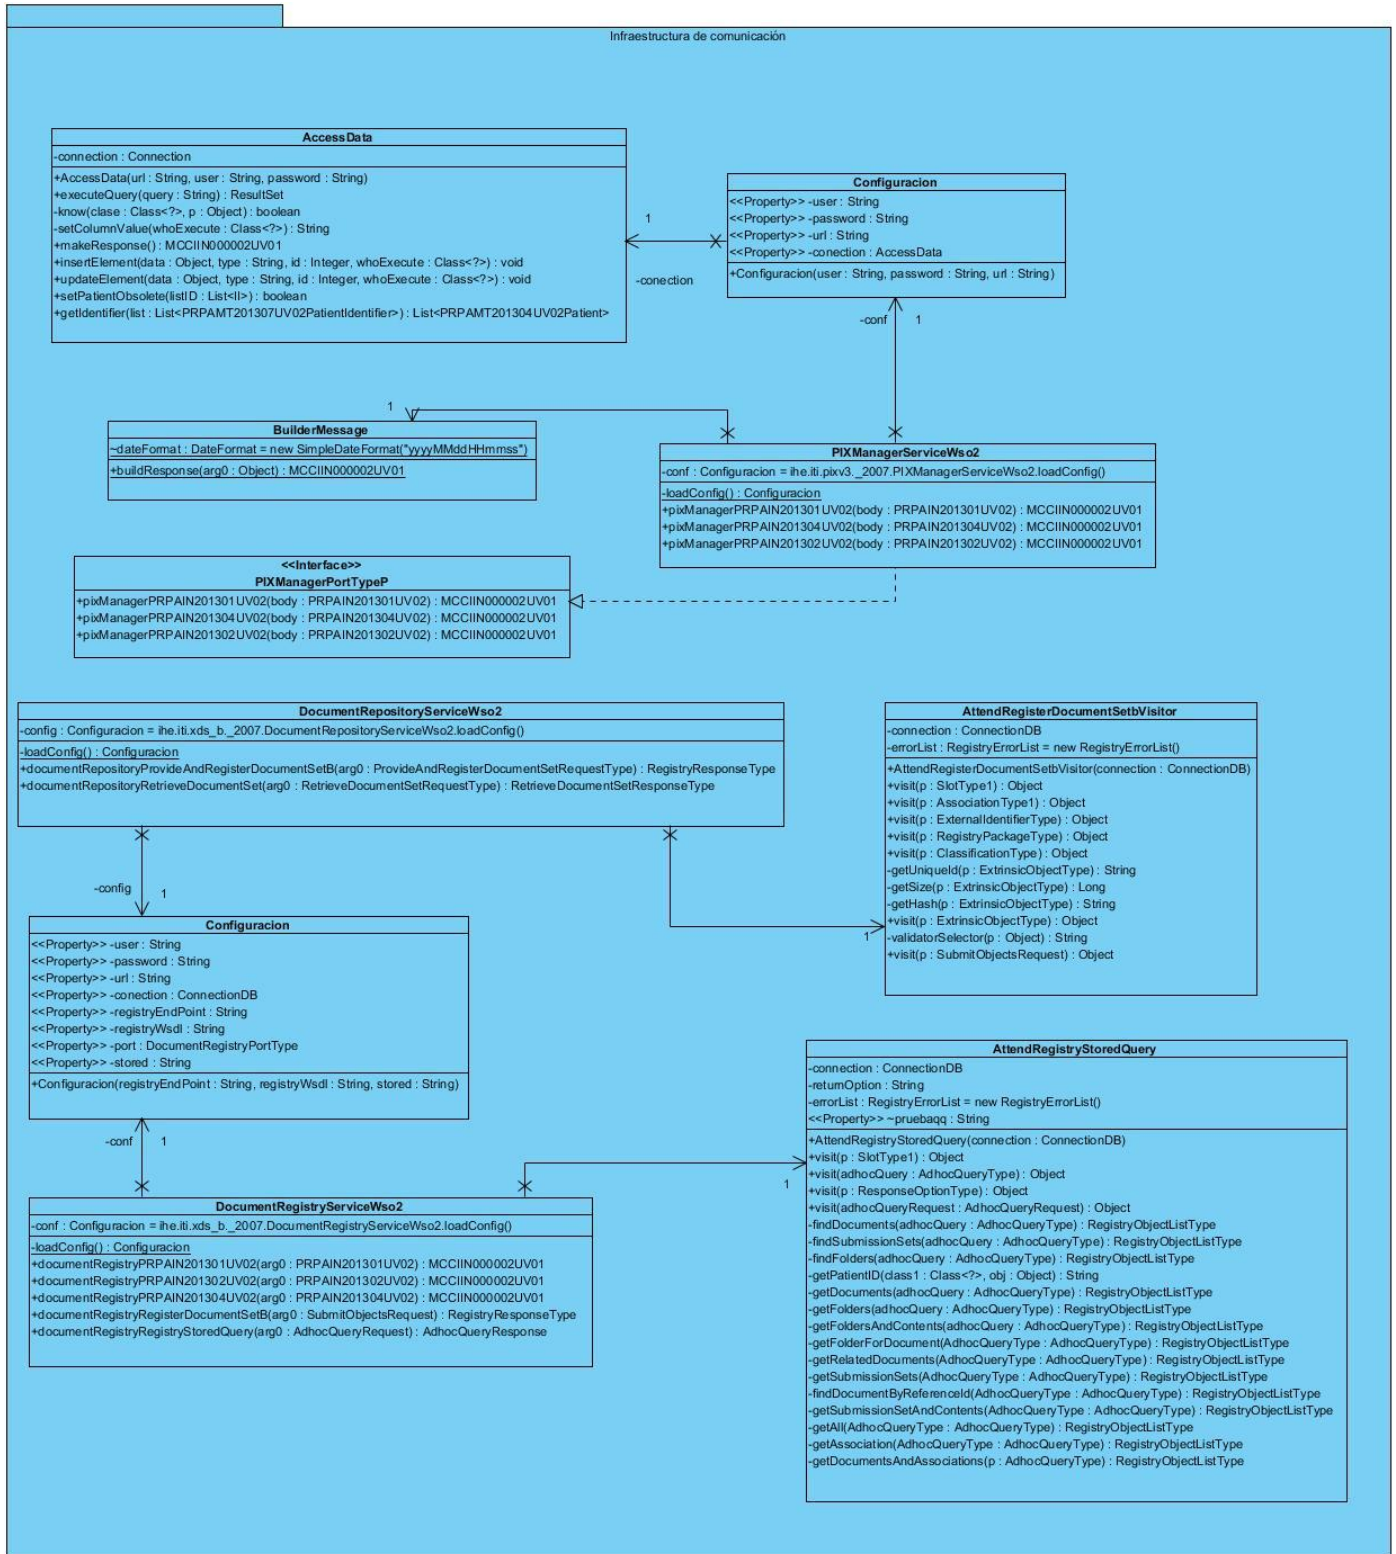 Infraestructura de comunicación
AccessData
-connection : Connection
+AccessData(url : String, user : String, password : String)
+executeQuery(query : String) : ResultSet
-know(clase : Class<?>, p : Object) : boolean
-setColumnValue(whoExecute : Class<?>) : String
+makeResponse() : MCCIIN000002UV01
+insertElement(data : Object, type : String, id : Integer, whoExecute : Class<?>) : void
+updateElement(data : Object, type : String, id : Integer, whoExecute : Class<?>) : void
+setPatientObsolete(listID : List<II>) : boolean
+getIdentifier(list : List<PRPAMT201307UV02PatientIdentifier>) : List<PRPAMT201304UV02Patient>
1
-conection
Configuracion
<<Property>> -user : String
<<Property>> -password : String
<<Property>> -url : String
<<Property>> -conection : AccessData
+Configuracion(user : String, password : String, url : String)
-conf 1
1
BuilderMessage
~dateFormat : DateFormat = new SimpleDateFormat("yyyyMMddHHmmss")
+buildResponse(arg0 : Object) : MCCIIN000002UV01
PIXManagerServiceWso2
-conf : Configuracion = ihe.iti.pixv3._2007.PIXManagerServiceWso2.loadConfig()
-loadConfig() : Configuracion
+pixManagerPRPAIN201301UV02(body : PRPAIN201301UV02) : MCCIIN000002UV01
+pixManagerPRPAIN201304UV02(body : PRPAIN201304UV02) : MCCIIN000002UV01
+pixManagerPRPAIN201302UV02(body : PRPAIN201302UV02) : MCCIIN000002UV01
<<Interface>>
PIXManagerPortTypeP
+pixManagerPRPAIN201301UV02(body : PRPAIN201301UV02) : MCCIIN000002UV01
+pixManagerPRPAIN201304UV02(body : PRPAIN201304UV02) : MCCIIN000002UV01
+pixManagerPRPAIN201302UV02(body : PRPAIN201302UV02) : MCCIIN000002UV01
DocumentRepositoryServiceWso2
-config : Configuracion = ihe.iti.xds_b._2007.DocumentRepositoryServiceWso2.loadConfig()
-loadConfig() : Configuracion
+documentRepositoryProvideAndRegisterDocumentSetB(arg0 : ProvideAndRegisterDocumentSetRequestType) : RegistryResponseType
+documentRepositoryRetrieveDocumentSet(arg0 : RetrieveDocumentSetRequestType) : RetrieveDocumentSetResponseType
AttendRegisterDocumentSetbVisitor
-connection : ConnectionDB
-errorList : RegistryErrorList = new RegistryErrorList()
+AttendRegisterDocumentSetbVisitor(connection : ConnectionDB)
+visit(p : SlotType1) : Object
+visit(p : AssociationType1) : Object
+visit(p : ExternalIdentifierType) : Object
+visit(p : RegistryPackageType) : Object
+visit(p : ClassificationType) : Object
-getUniqueId(p : ExtrinsicObjectType) : String
-getSize(p : ExtrinsicObjectType) : Long
-getHash(p : ExtrinsicObjectType) : String
+visit(p : ExtrinsicObjectType) : Object
-validatorSelector(p : Object) : String
+visit(p : SubmitObjectsRequest) : Object
1
-config 1
Configuracion
<<Property>> -user : String
<<Property>> -password : String
<<Property>> -url : String
<<Property>> -conection : ConnectionDB
<<Property>> -registryEndPoint : String
<<Property>> -registryWsdl : String
<<Property>> -port : DocumentRegistryPortType
<<Property>> -stored : String
+Configuracion(registryEndPoint : String, registryWsdl : String, stored : String)
-conf 1
DocumentRegistryServiceWso2
-conf : Configuracion = ihe.iti.xds_b._2007.DocumentRegistryServiceWso2.loadConfig()
-loadConfig() : Configuracion
+documentRegistryPRPAIN201301UV02(arg0 : PRPAIN201301UV02) : MCCIIN000002UV01
+documentRegistryPRPAIN201302UV02(arg0 : PRPAIN201302UV02) : MCCIIN000002UV01
+documentRegistryPRPAIN201304UV02(arg0 : PRPAIN201304UV02) : MCCIIN000002UV01
+documentRegistryRegisterDocumentSetB(arg0 : SubmitObjectsRequest) : RegistryResponseType
+documentRegistryRegistryStoredQuery(arg0 : AdhocQueryRequest) : AdhocQueryResponse
1
AttendRegistryStoredQuery
-connection : ConnectionDB
-returnOption : String
-errorList : RegistryErrorList = new RegistryErrorList()
<<Property>> ~pruebaqq : String
+AttendRegistryStoredQuery(connection : ConnectionDB)
+visit(p : SlotType1) : Object
+visit(adhocQuery : AdhocQueryType) : Object
+visit(p : ResponseOptionType) : Object
+visit(adhocQueryRequest : AdhocQueryRequest) : Object
-findDocuments(adhocQuery : AdhocQueryType) : RegistryObjectListType
-findSubmissionSets(adhocQuery : AdhocQueryType) : RegistryObjectListType
-findFolders(adhocQuery : AdhocQueryType) : RegistryObjectListType
-getPatientID(class1 : Class<?>, obj : Object) : String
-getDocuments(adhocQuery : AdhocQueryType) : RegistryObjectListType
-getFolders(adhocQuery : AdhocQueryType) : RegistryObjectListType
-getFoldersAndContents(adhocQuery : AdhocQueryType) : RegistryObjectListType
-getFolderForDocument(AdhocQueryType : AdhocQueryType) : RegistryObjectListType
-getRelatedDocuments(AdhocQueryType : AdhocQueryType) : RegistryObjectListType
-getSubmissionSets(AdhocQueryType : AdhocQueryType) : RegistryObjectListType
-findDocumentByReferenceId(AdhocQueryType : AdhocQueryType) : RegistryObjectListType
-getSubmissionSetAndContents(AdhocQueryType : AdhocQueryType) : RegistryObjectListType
-getAll(AdhocQueryType : AdhocQueryType) : RegistryObjectListType
-getAssociation(AdhocQueryType : AdhocQueryType) : RegistryObjectListType
-getDocumentsAndAssociations(p : AdhocQueryType) : RegistryObjectListType